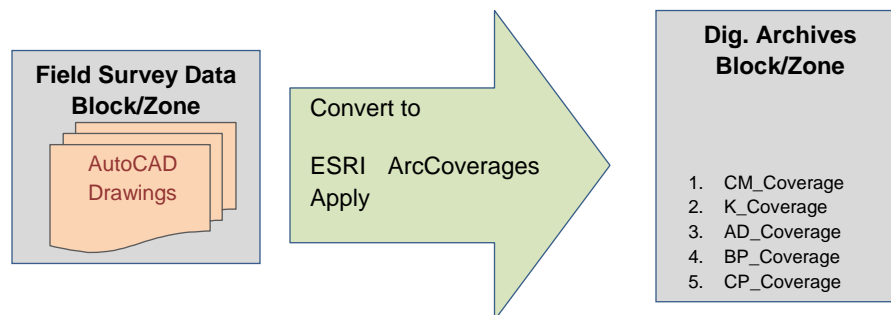 Field Survey Data
Block/Zone
AutoCAD
Drawings
Convert to
ESRI ArcCoverages
Apply
Dig. Archives
Block/Zone
1. CM_Coverage
2. K_Coverage
3. AD_Coverage
4. BP_Coverage
5. CP_Coverage